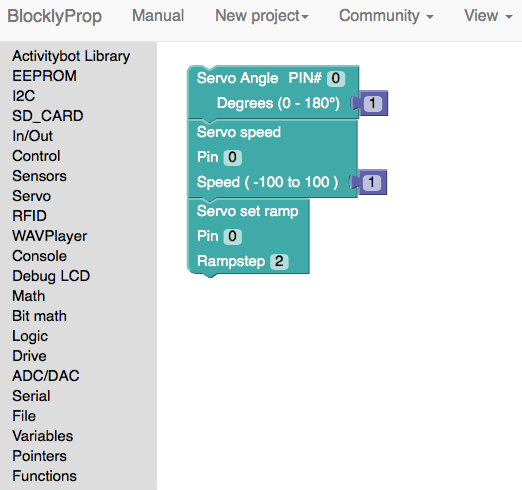 BlocklyProp Manual New project Community View
Activitybot Library
EEPROM
I2C
SD_CARD
In/Out
Control
Sensors
Servo
RFID
WAVPlayer
Console
Debug LCD
Math
Bit math
Logic
Drive
ADC/DAC
Serial
File
Variables
Pointers
Functions
Servo Angle PIN# 0
Degrees (0 - 180°) 1
Servo speed
Pin 0
Speed ( -100 to 100 ) 1
Servo set ramp
Pin 0
Rampstep 2